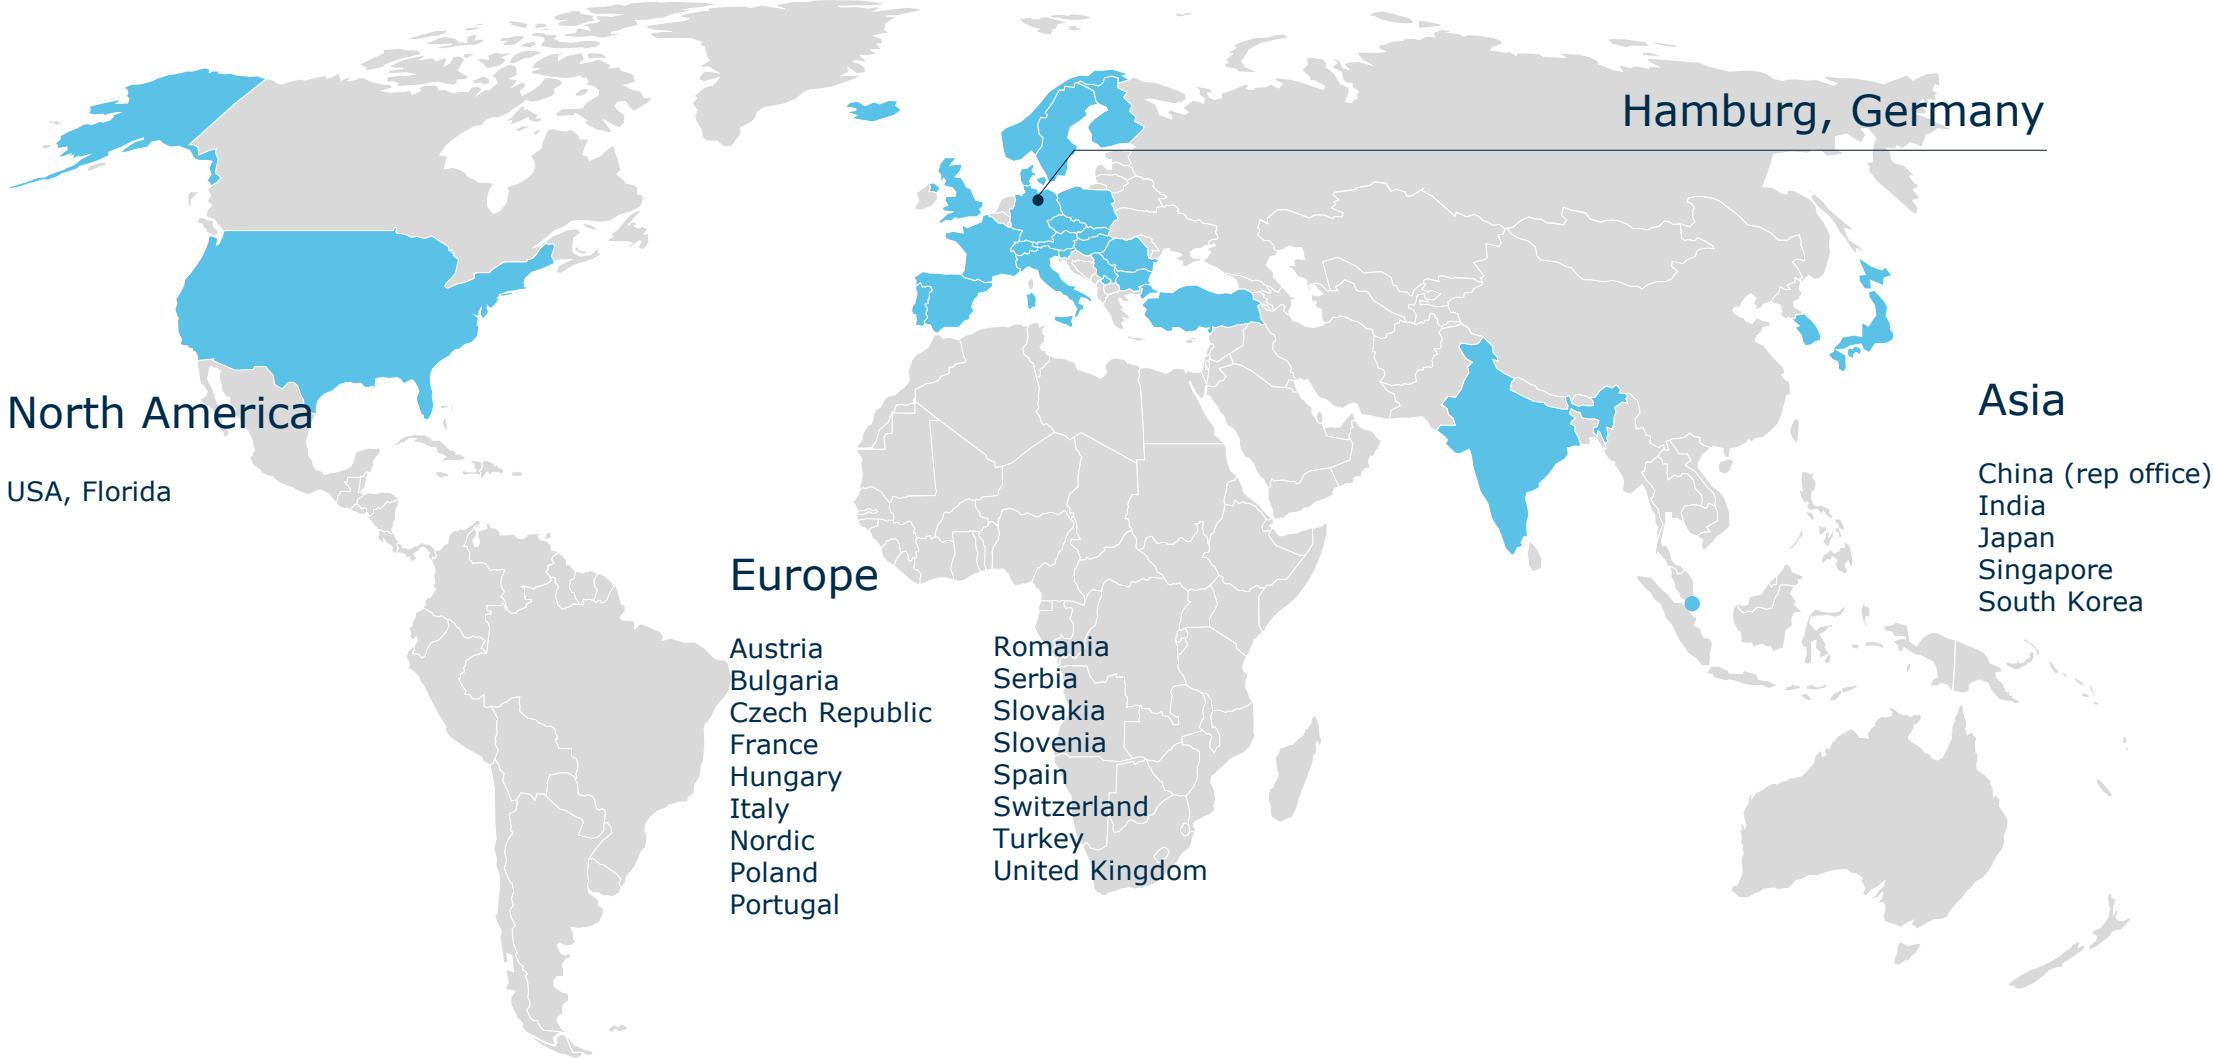 Hamburg, Germany
North America
USA, Florida
Europe
Austria
Bulgaria
Czech Republic
France
Hungary
Italy
Nordic
Poland
Portugal
Romania
Serbia
Slovakia
Slovenia
Spain
Switzerland
Turkey
United Kingdom
Asia
China (rep office)
India
Japan
Singapore
South Korea